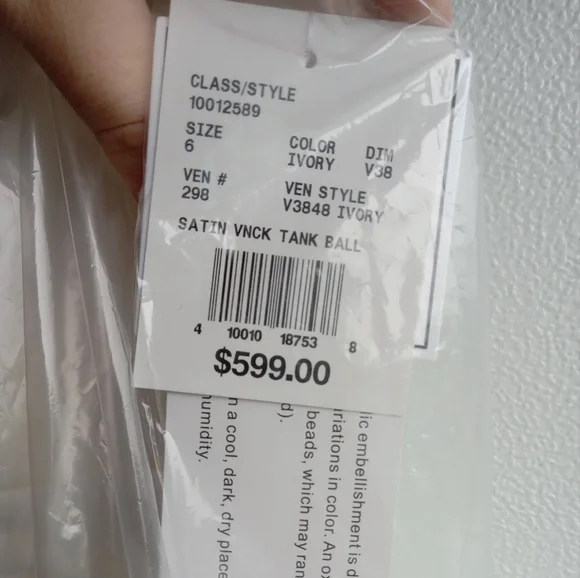 CLASS/STYLE
10012589
SIZE COLOR DIM
6 IVORY V38
VEN # VEN STYLE
298 V3848 IVORY
SATIN VNCK TANK BALL
4 10010 18753 8
$599.00
ic embellishment is d
riations in color. An
beads, which may ran
d).
n a cool, dark, dry place
humidity.